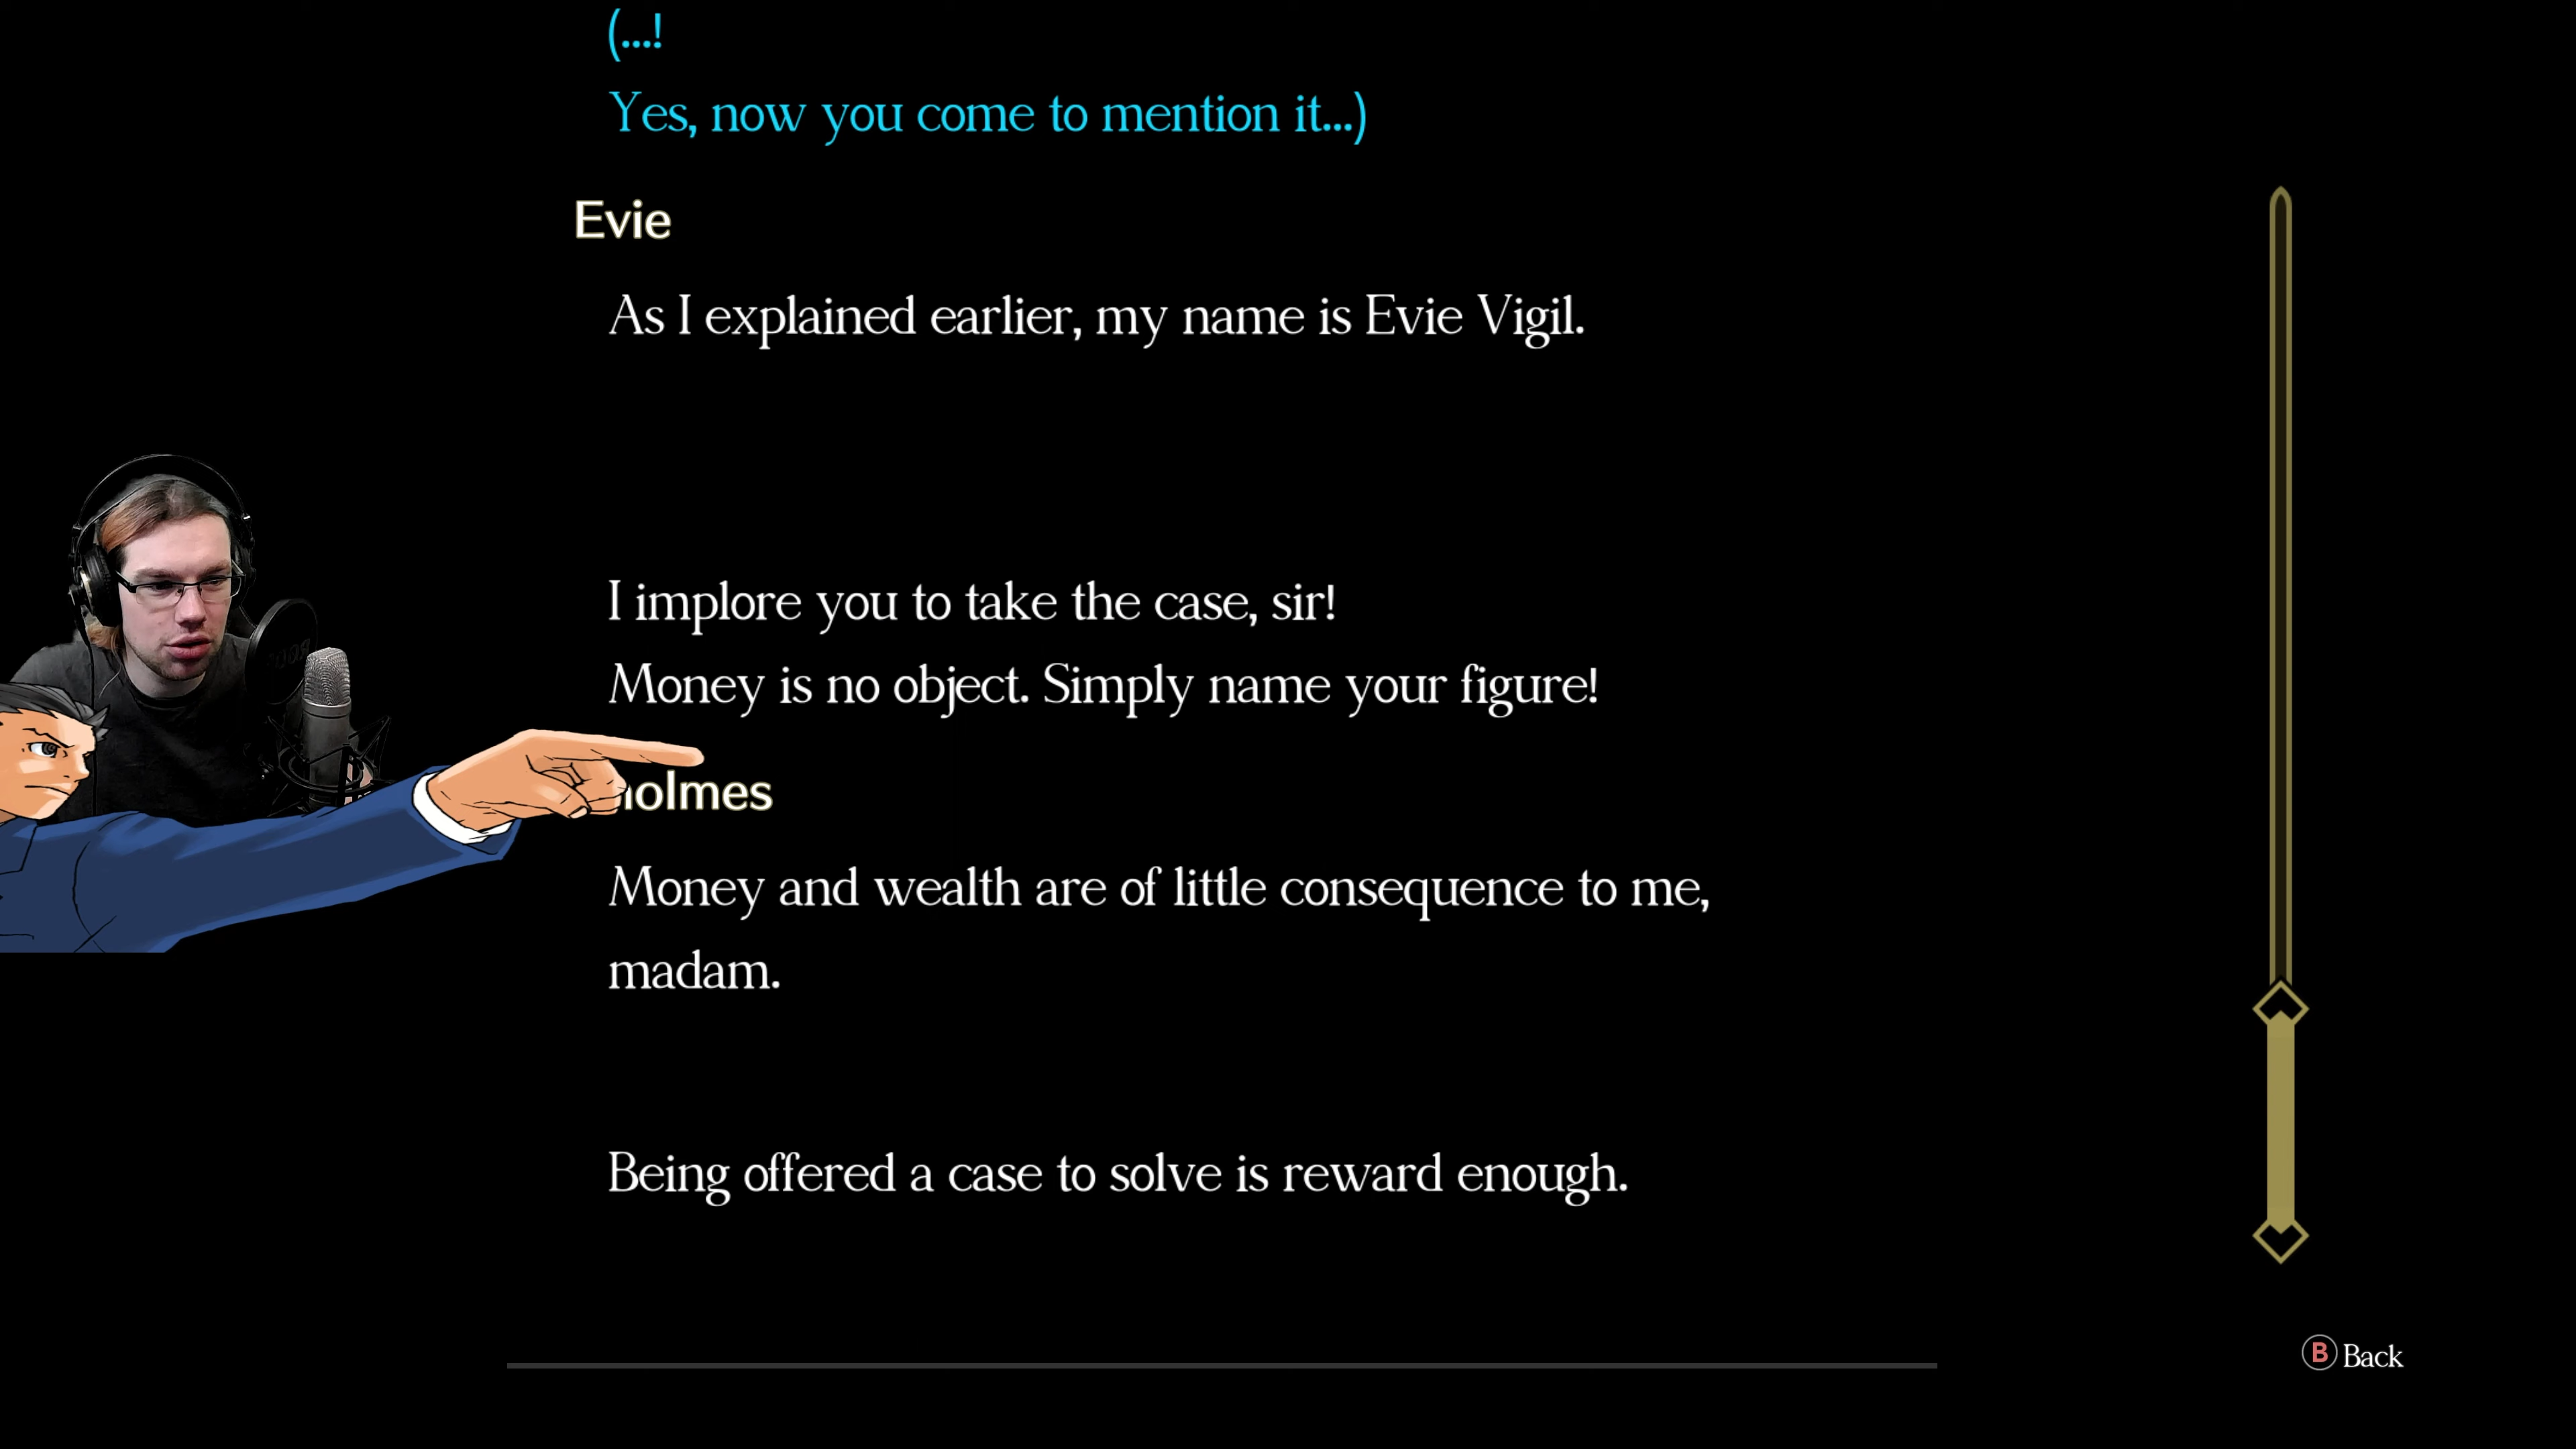 (...!
Yes, now you come to mention it...)
Evie
As I explained earlier, my name is Evie Vigil.
I implore you to take the case, sir!
Money is no object. Simply name your figure!
holmes
Money and wealth are of little consequence to me,
madam.
Being offered a case to solve is reward enough.
B Back